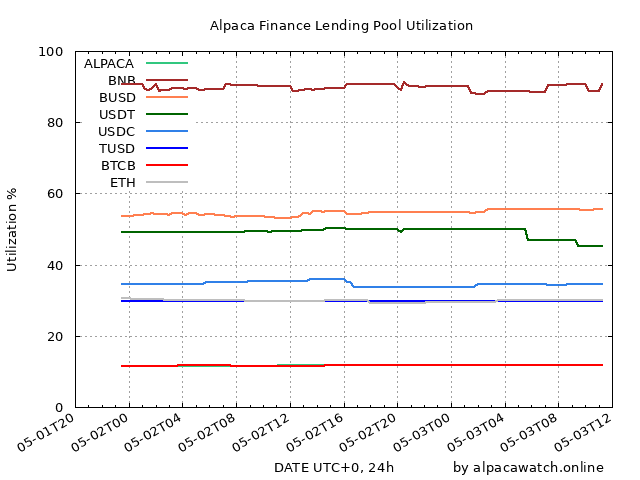 Alpaca Finance Lending Pool Utilization
100
80
60
40
20
0
Utilization %
ALPACA
BNB
BUSD
USDT
USDC
TUSD
BTCB
ETH
05-01T20
05-02T00
05-02T04
05-02T08
05-02T12
05-02T16
05-02T20
05-03T00
05-03T04
05-03T08
05-03T12
DATE UTC+0, 24h
by alpacawatch.online